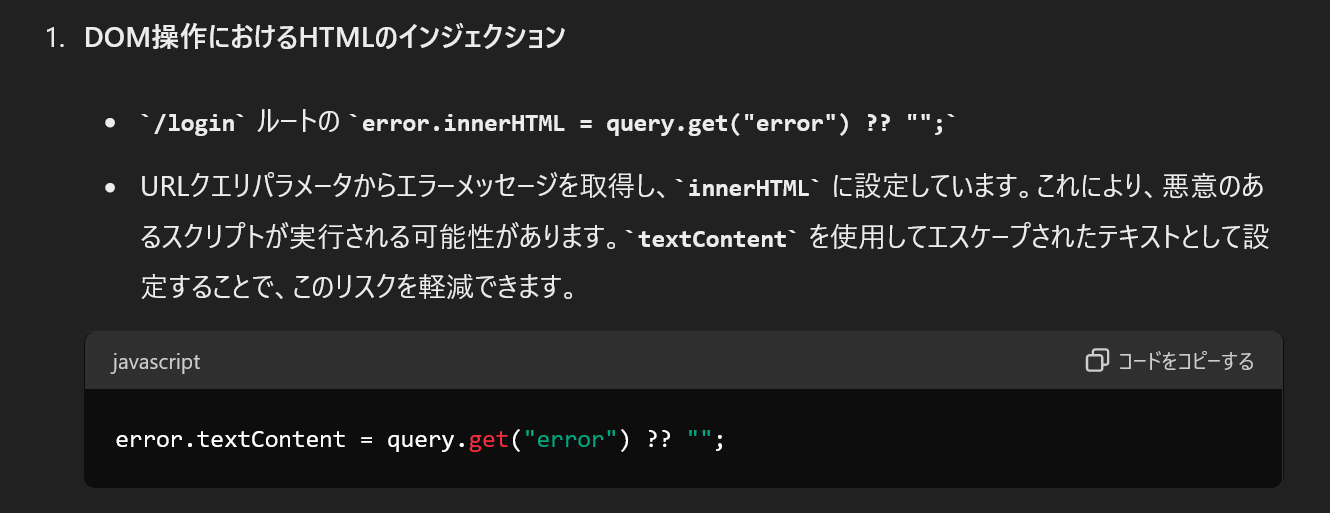 1. DOM操作におけるHTMLのインジェクション
• `/login` ルートの `error.innerHTML = query.get("error") ?? "";`
• URLクエリパラメータからエラーメッセージを取得し、`innerHTML` に設定しています。これにより、悪意のあ
るスクリプトが実行される可能性があります。`textContent` を使用してエスケープされたテキストとして設
定することで、このリスクを軽減できます。
javascript コードをコピーする
error.textContent = query.get("error") ?? "";